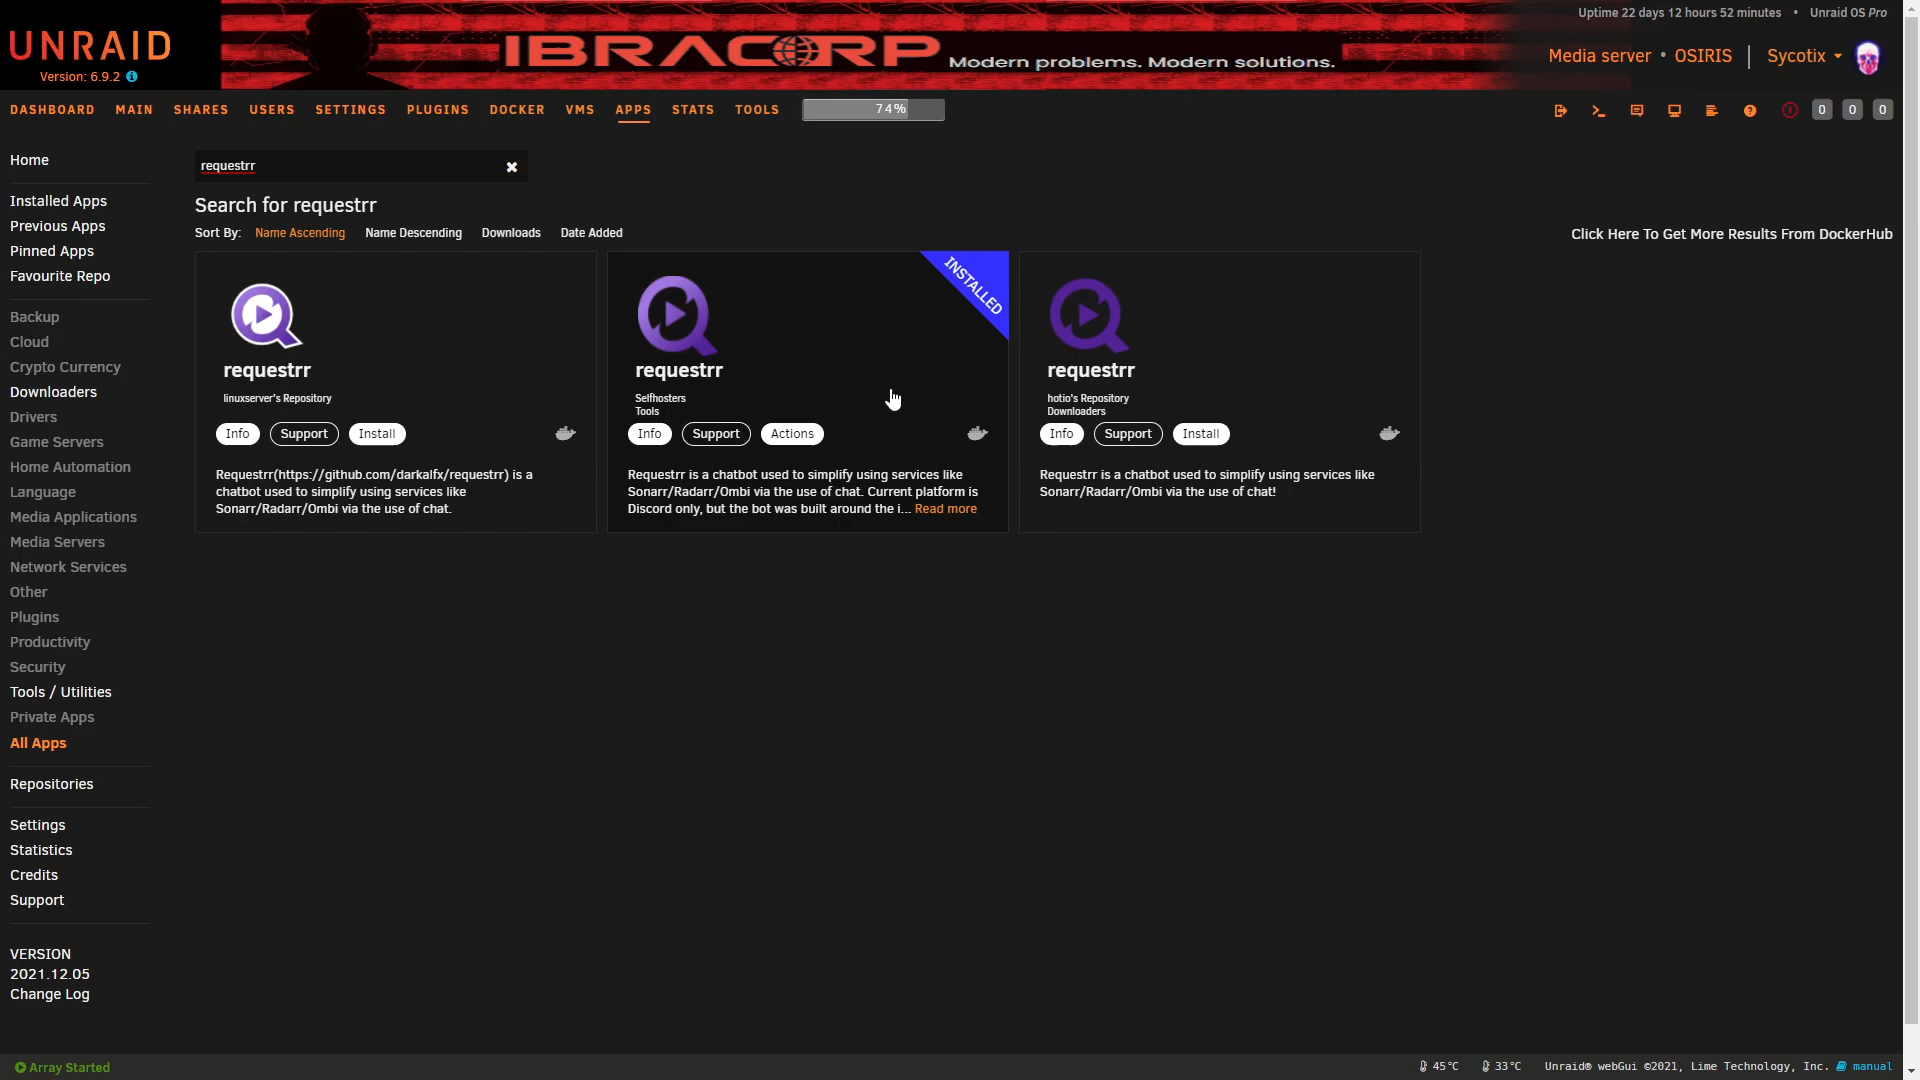 Uptime 22 days 12 hours 52 minutes • Unraid OS Pro
UNRAID
Version: 6.9.2
IBRACORP Modern problems. Modern solutions.
Media server • OSIRIS | Sycotix
DASHBOARD MAIN SHARES USERS SETTINGS PLUGINS DOCKER VMS APPS STATS TOOLS 74% 0 0 0
Home
Installed Apps
Previous Apps
Pinned Apps
Favourite Repo
Backup
Cloud
Crypto Currency
Downloaders
Drivers
Game Servers
Home Automation
Language
Media Applications
Media Servers
Network Services
Other
Plugins
Productivity
Security
Tools / Utilities
Private Apps
All Apps
Repositories
Settings
Statistics
Credits
Support
VERSION
2021.12.05
Change Log
requestrr
Search for requestrr
Sort By: Name Ascending Name Descending Downloads Date Added
Click Here To Get More Results From DockerHub
requestrr
linuxserver's Repository
Info Support Install
Requestrr(https://github.com/darkalfx/requestrr) is a
chatbot used to simplify using services like
Sonarr/Radarr/Ombi via the use of chat.
INSTALLED
requestrr
Selfhosters
Tools
Info Support Actions
Requestrr is a chatbot used to simplify using services like
Sonarr/Radarr/Ombi via the use of chat. Current platform is
Discord only, but the bot was built around the i... Read more
requestrr
hotio's Repository
Downloaders
Info Support Install
Requestrr is a chatbot used to simplify using services like
Sonarr/Radarr/Ombi via the use of chat!
Array Started
45°C 33°C Unraid® webGui ©2021, Lime Technology, Inc. manual